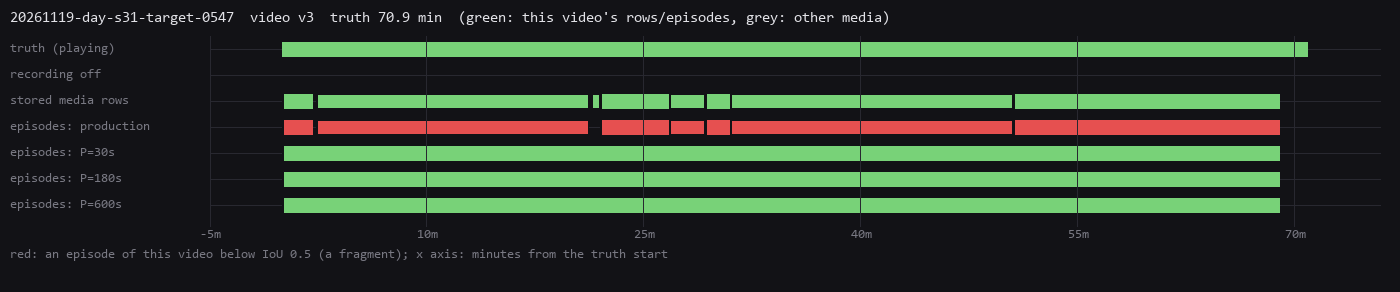 20261119-day-s31-target-0547  video v3  truth 70.9 min  (green: this video's rows/episodes, grey: other media)
truth (playing)
recording off
stored media rows
episodes: production
episodes: P=30s
episodes: P=180s
episodes: P=600s
-5m 10m 25m 40m 55m 70m
red: an episode of this video below IoU 0.5 (a fragment); x axis: minutes from the truth start